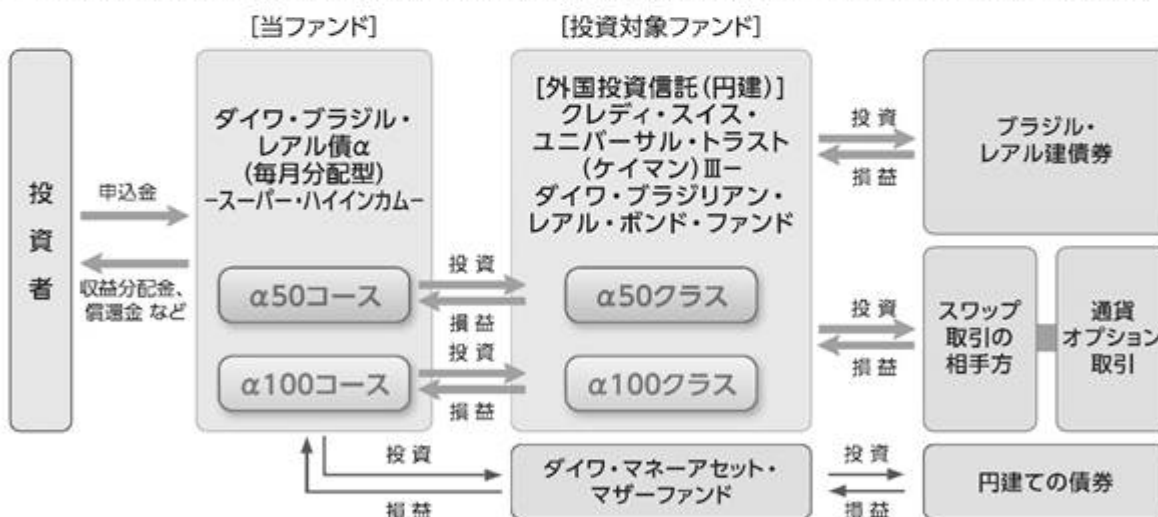 [当ファンド]
[投資対象ファンド]
投資者
申込金
収益分配金、
償還金 など
ダイワ・ブラジル・
レアル債α
(毎月分配型)
-スーパー・ハイインカム-
α50コース
α100コース
投資
損益
投資
損益
[外国投資信託(円建)]
クレディ・スイス・
ユニバーサル・トラスト
(ケイマン)Ⅲ-
ダイワ・ブラジリアン・
レアル・ボンド・ファンド
α50クラス
α100クラス
投資
損益
ブラジル・
レアル建債券
投資
損益
スワップ
取引の
相手方
通貨
オプション
取引
投資
損益
ダイワ・マネーアセット・
マザーファンド
投資
損益
円建ての債券